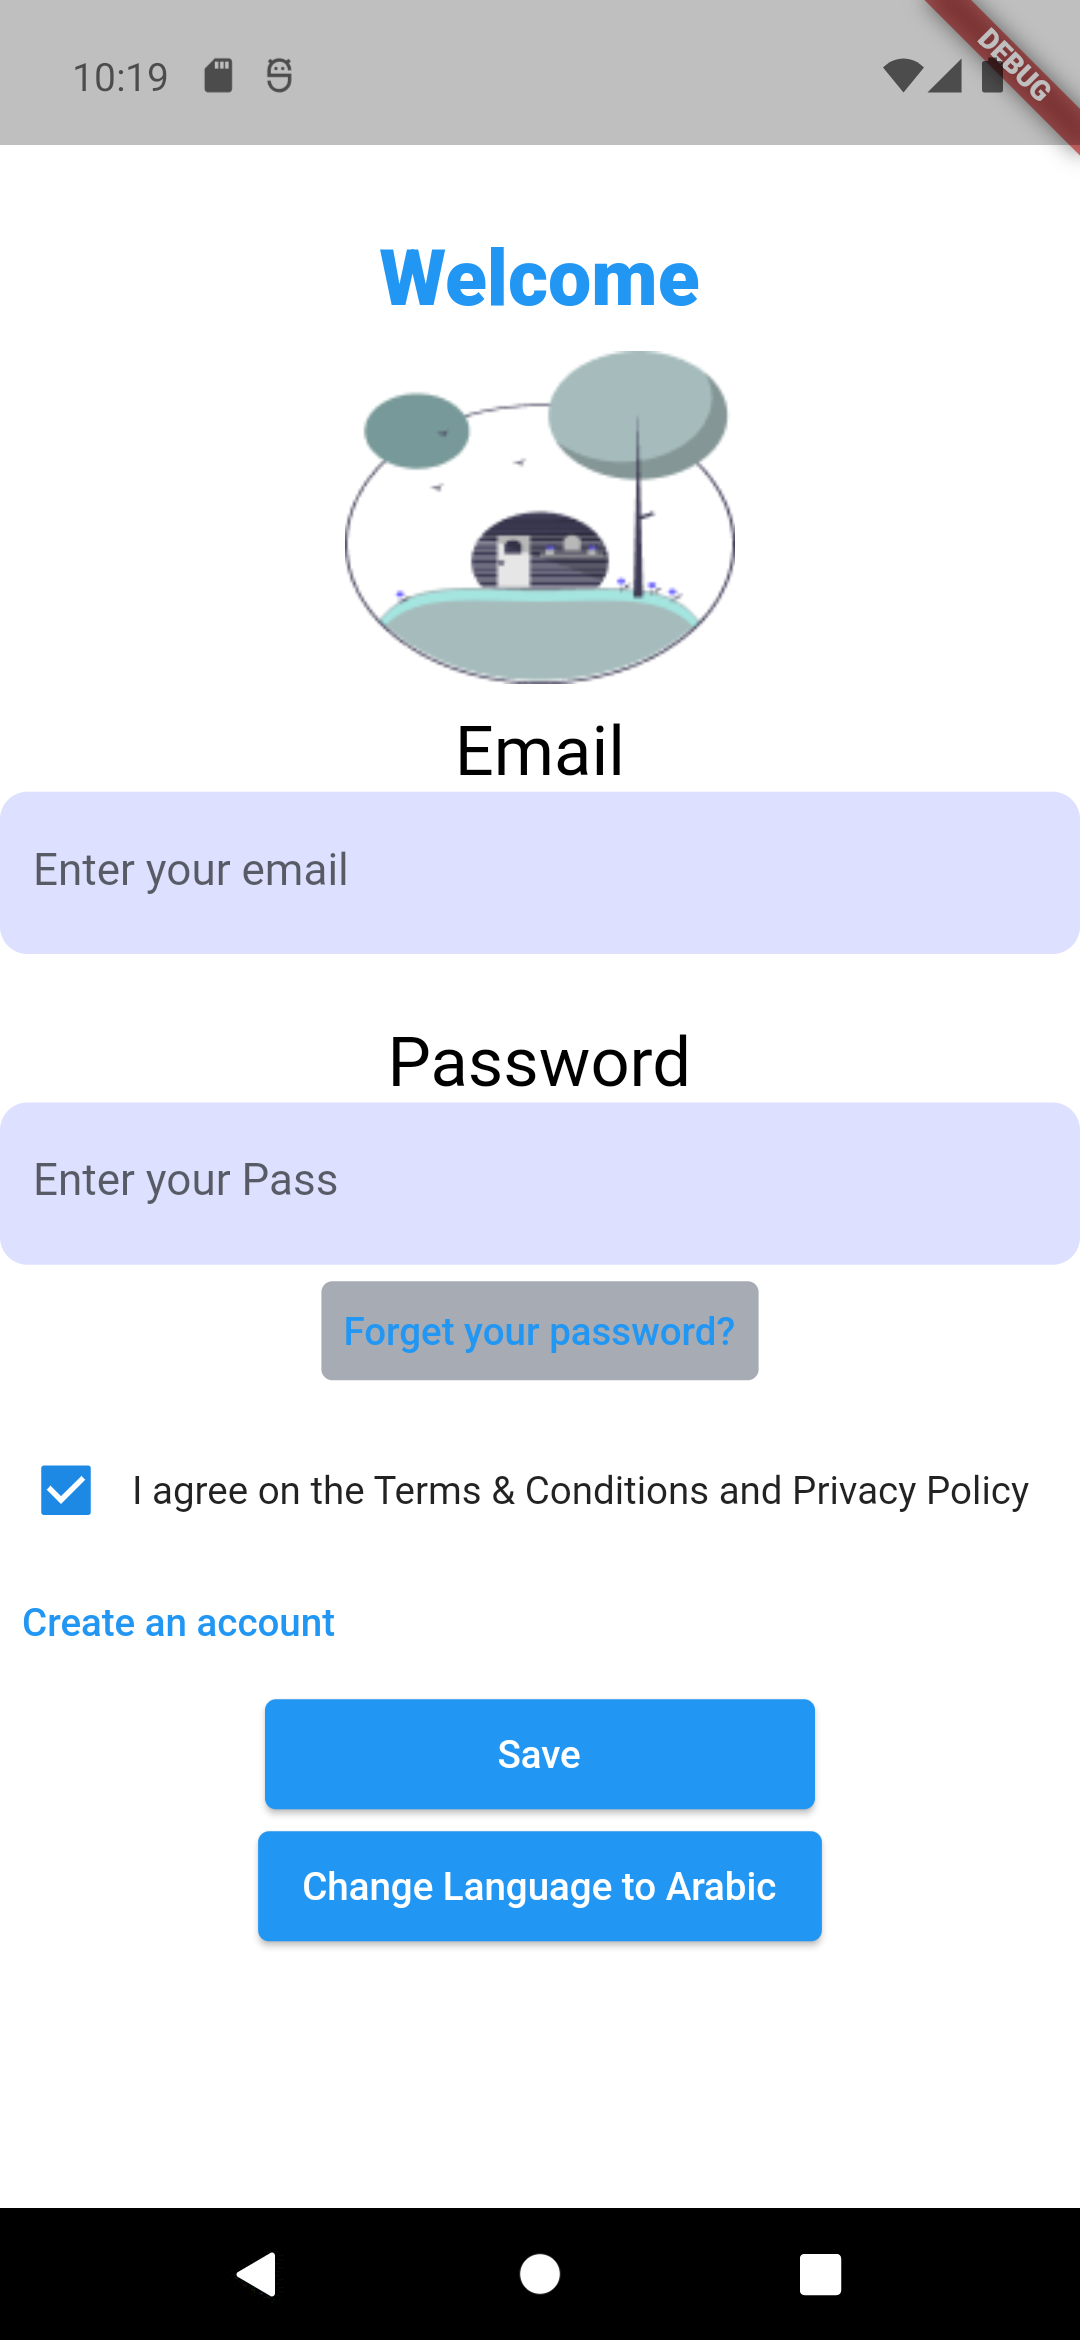 10:19
DEBUG
Welcome
Email
Enter your email
Password
Enter your Pass
Forget your password?
I agree on the Terms & Conditions and Privacy Policy
Create an account
Save
Change Language to Arabic